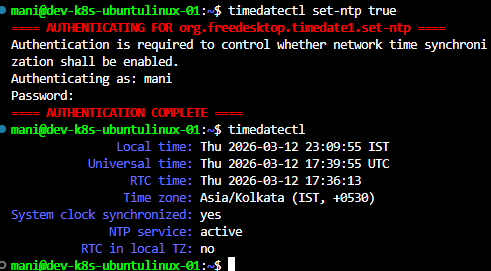 mani@dev-k8s-ubuntulinux-01:~$ timedatectl set-ntp true
==== AUTHENTICATING FOR org.freedesktop.timedate1.set-ntp ====
Authentication is required to control whether network time synchroni
zation shall be enabled.
Authenticating as: mani
Password:
==== AUTHENTICATION COMPLETE ====
mani@dev-k8s-ubuntulinux-01:~$ timedatectl
Local time: Thu 2026-03-12 23:09:55 IST
Universal time: Thu 2026-03-12 17:39:55 UTC
RTC time: Thu 2026-03-12 17:36:13
Time zone: Asia/Kolkata (IST, +0530)
System clock synchronized: yes
NTP service: active
RTC in local TZ: no
mani@dev-k8s-ubuntulinux-01:~$